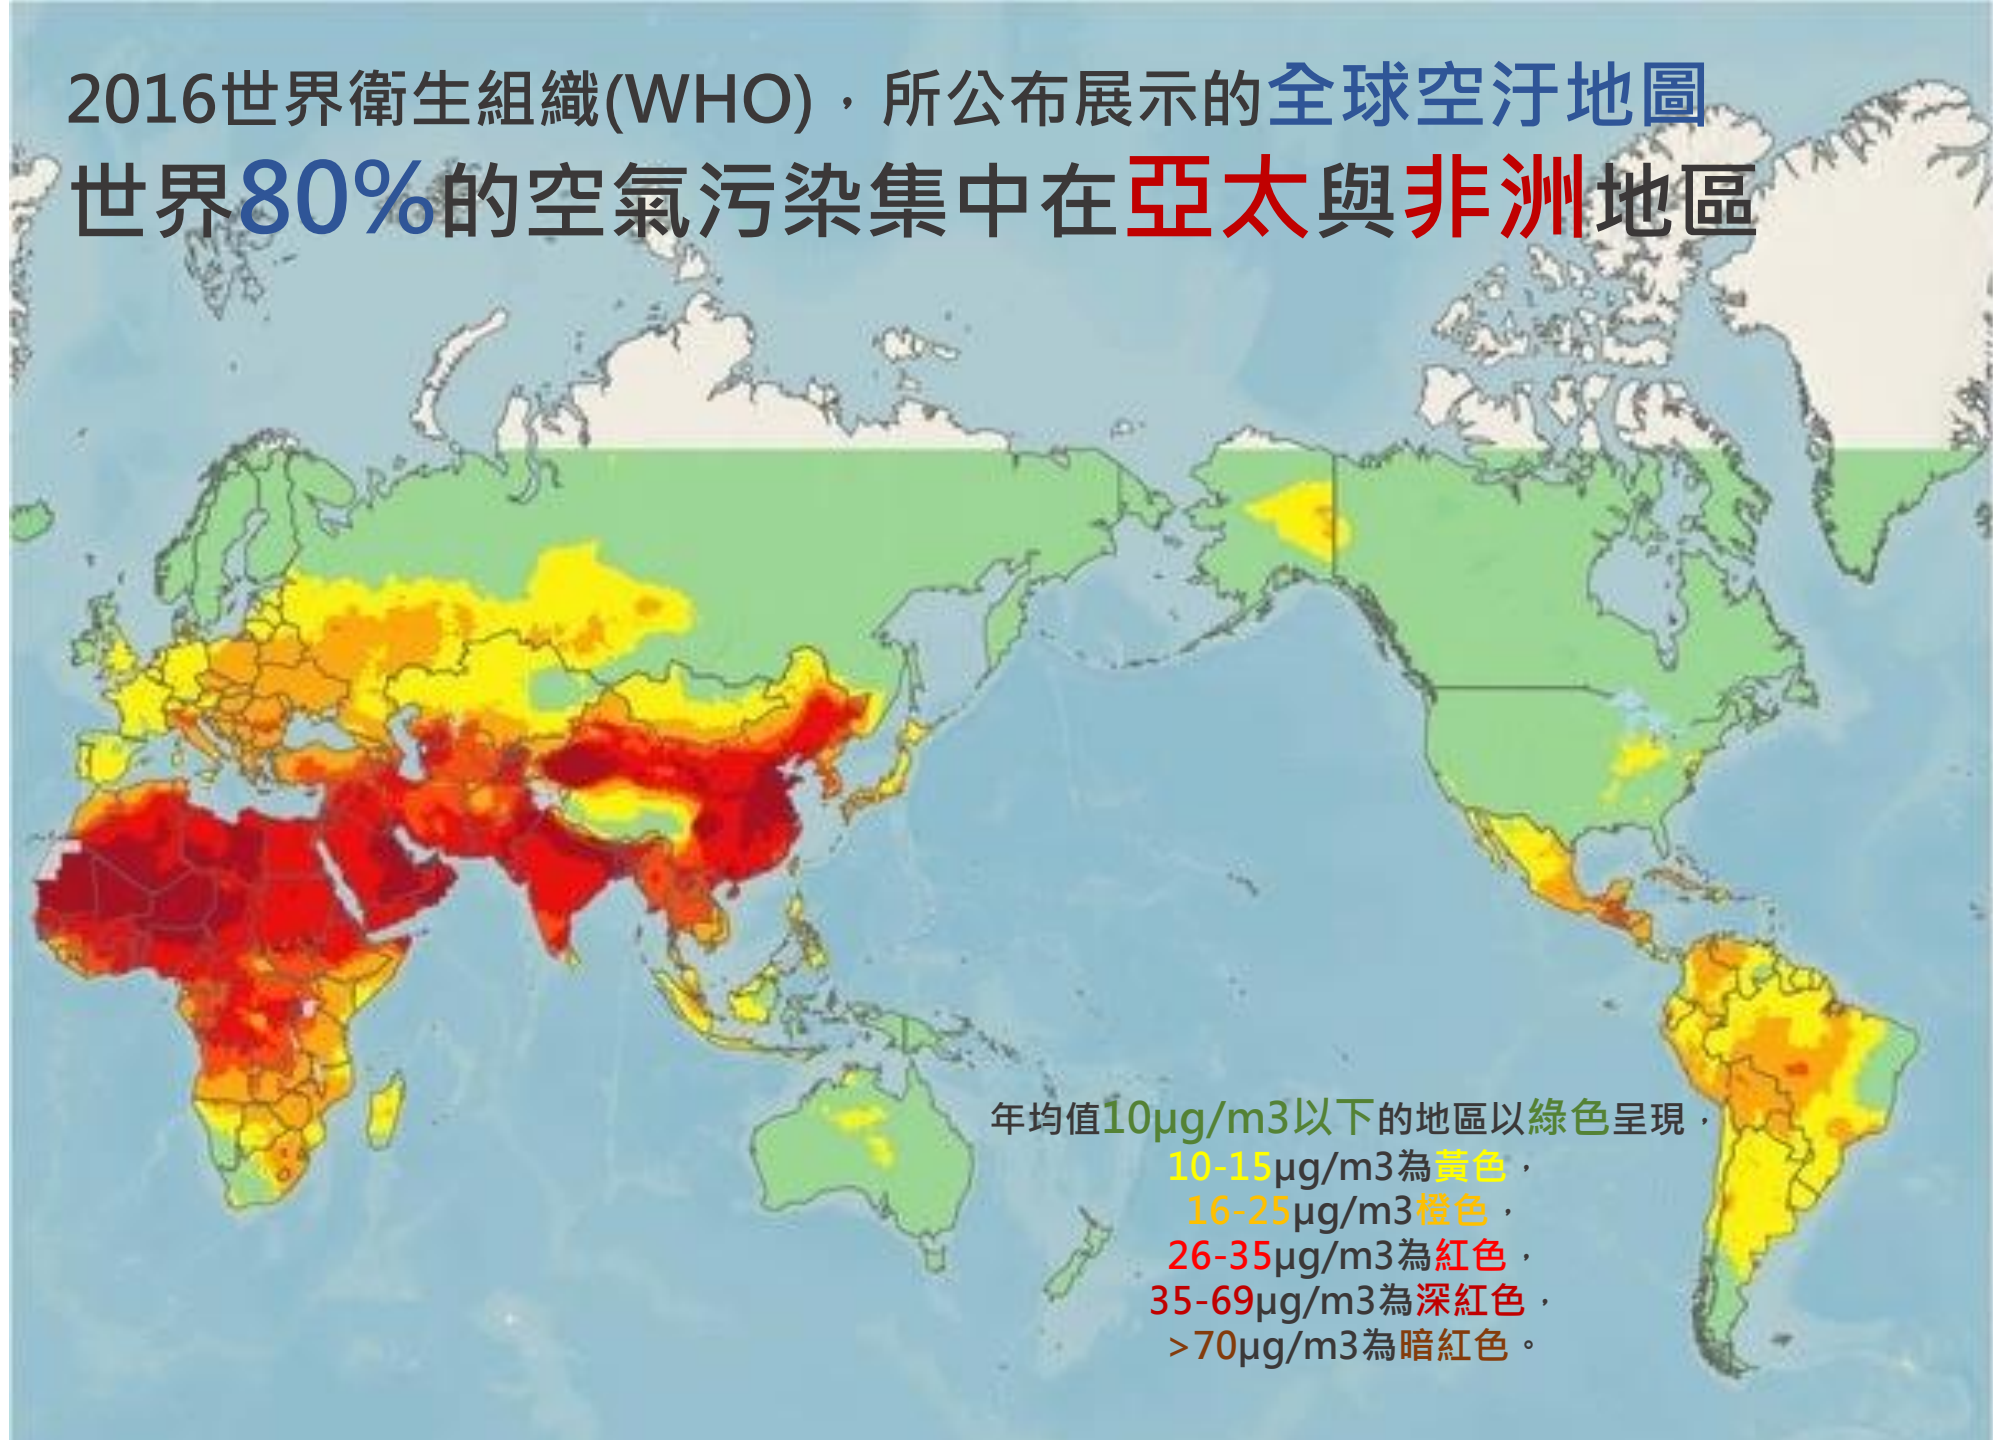 2016世界衛生組織(WHO)，所公布展示的全球空汙地圖
世界80%的空氣污染集中在亞太與非洲地區
年均值10μg/m3以下的地區以綠色呈現，
10-15μg/m3為黃色，
16-25μg/m3橙色，
26-35μg/m3為紅色，
35-69μg/m3為深紅色，
>70μg/m3為暗紅色。